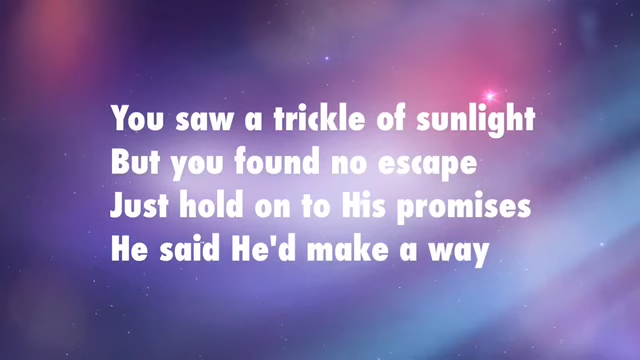 You saw a trickle of sunlight
But you found no escape
Just hold on to His promises
He said He'd make a way